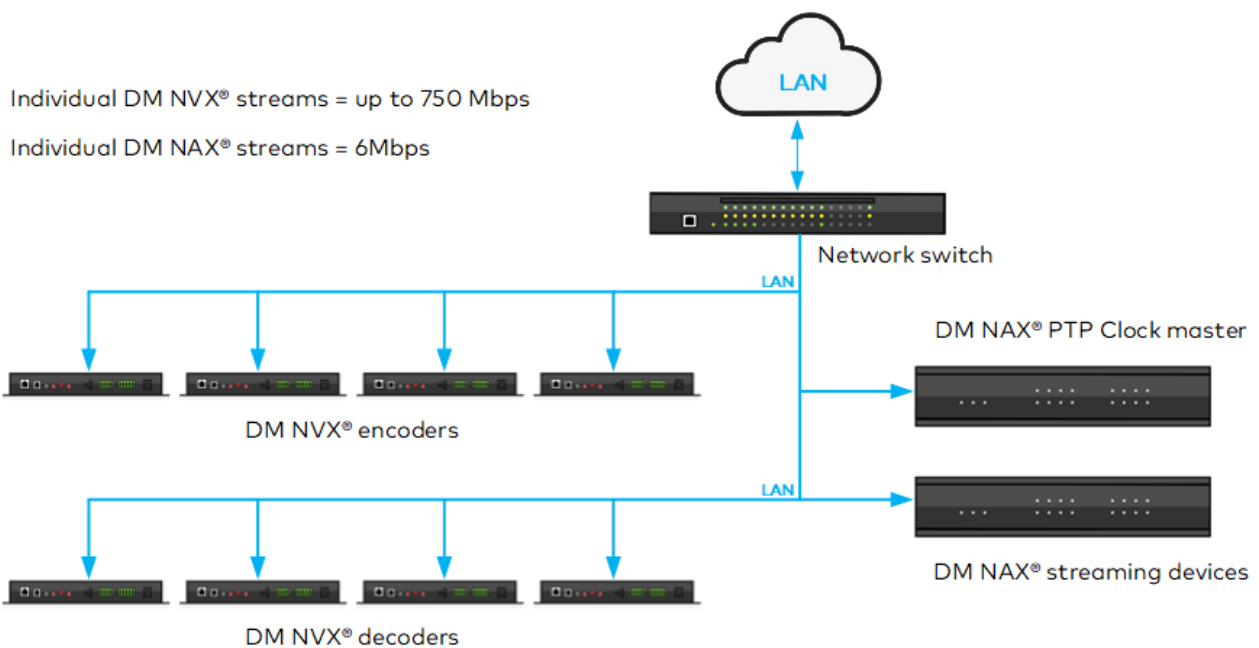 LAN
Individual DM NVX® streams = up to 750 Mbps
Individual DM NAX® streams = 6Mbps
Network switch
LAN
DM NAX® PTP Clock master
DM NVX® encoders
LAN
DM NAX® streaming devices
DM NVX® decoders